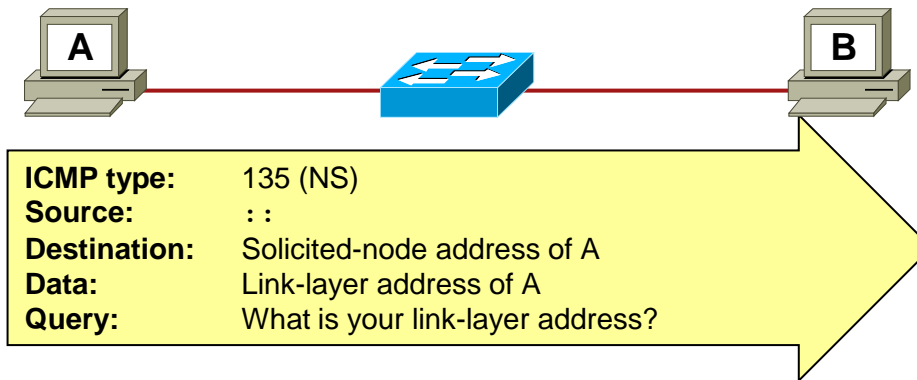 A
B
ICMP type: 135 (NS)
Source: ::
Destination: Solicited-node address of A
Data: Link-layer address of A
Query: What is your link-layer address?